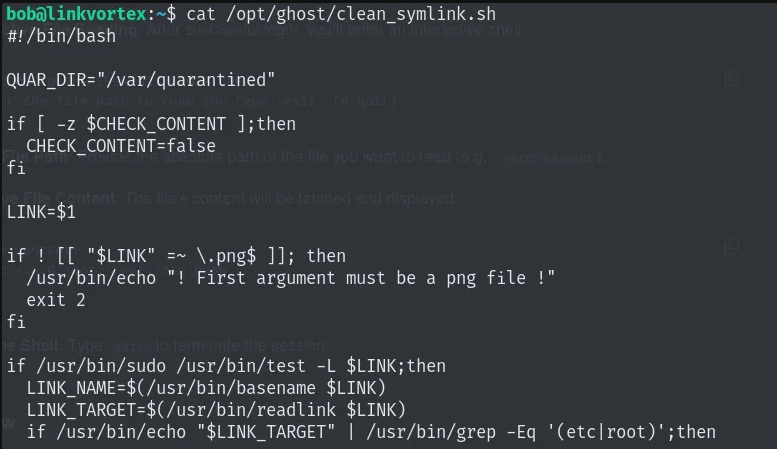 bob@linkvortex:~$ cat /opt/ghost/clean_symlink.sh
#!/bin/bash
QUAR_DIR="/var/quarantined"
if [ -z $CHECK_CONTENT ];then
  CHECK_CONTENT=false
fi
LINK=$1
if ! [[ "$LINK" =~ \.png$ ]]; then
  /usr/bin/echo "! First argument must be a png file !"
  exit 2
fi
if /usr/bin/sudo /usr/bin/test -L $LINK;then
  LINK_NAME=$(/usr/bin/basename $LINK)
  LINK_TARGET=$(/usr/bin/readlink $LINK)
  if /usr/bin/echo "$LINK_TARGET" | /usr/bin/grep -Eq '(etc|root)';then